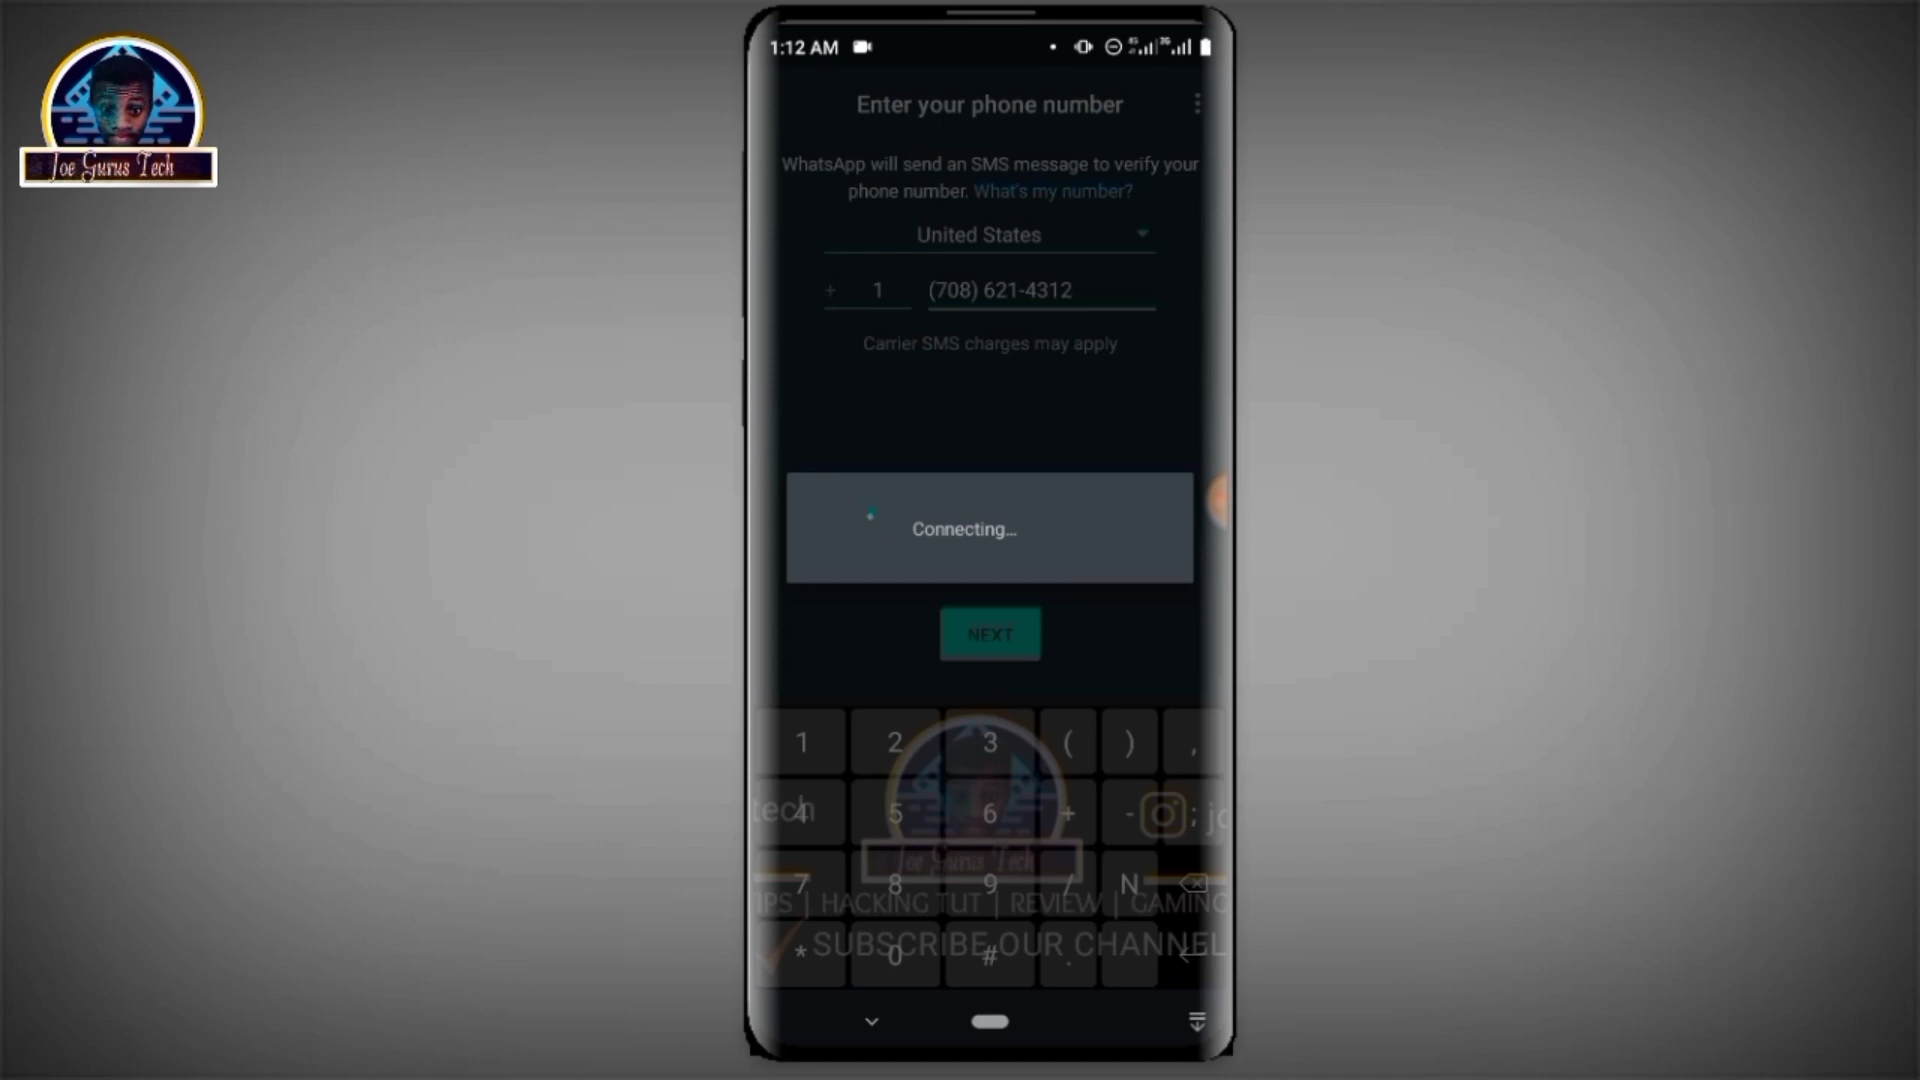 Joe Gurus Tech
1:12 AM
Enter your phone number
WhatsApp will send an SMS message to verify your
phone number. What's my number?
United States
+ 1 (708) 621-4312
Carrier SMS charges may apply
Connecting...
NEXT
1 2 3 ( ) ,
tech
4 5 6 + - ;
Joe Gurus Tech
7 8 9 / N
IPS | HACKING TUT | REVIEW | GAMING
SUBSCRIBE OUR CHANNEL
* 0 # .